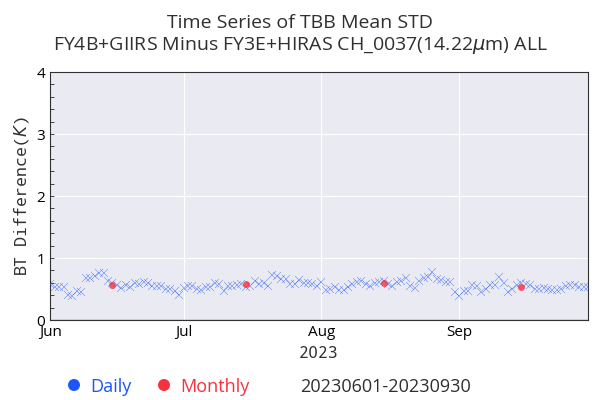 Time Series of TBB Mean STD
FY4B+GIIRS Minus FY3E+HIRAS CH_0037(14.22μm) ALL
BT Difference(K)
4
3
2
1
0
Jun Jul Aug Sep
2023
Daily Monthly 20230601-20230930